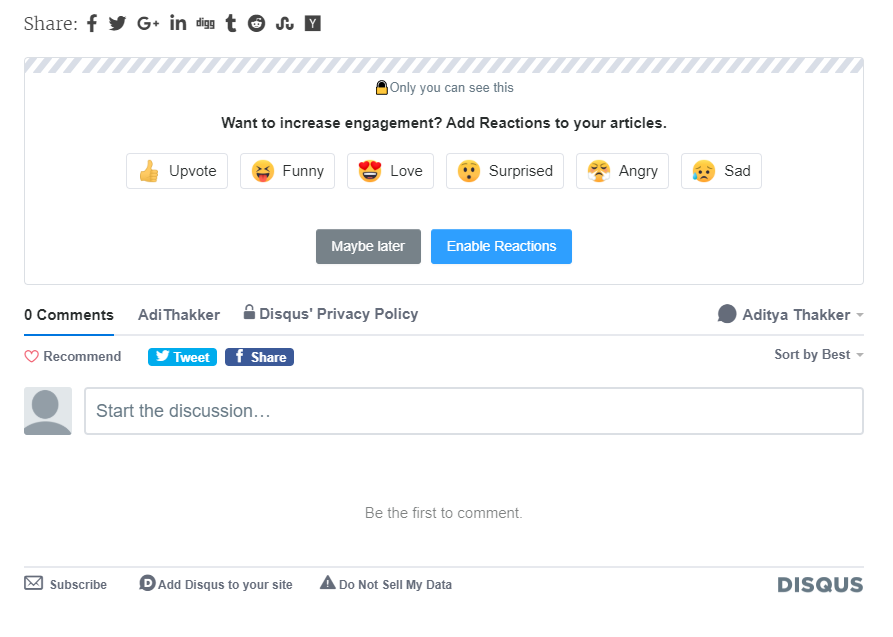 Share: f G+ in digg t Y
Only you can see this
Want to increase engagement? Add Reactions to your articles.
Upvote Funny Love Surprised Angry Sad
Maybe later Enable Reactions
0 Comments AdiThakker Disqus' Privacy Policy Aditya Thakker
Recommend Tweet f Share Sort by Best
Start the discussion…
Be the first to comment.
Subscribe D Add Disqus to your site Do Not Sell My Data DISQUS